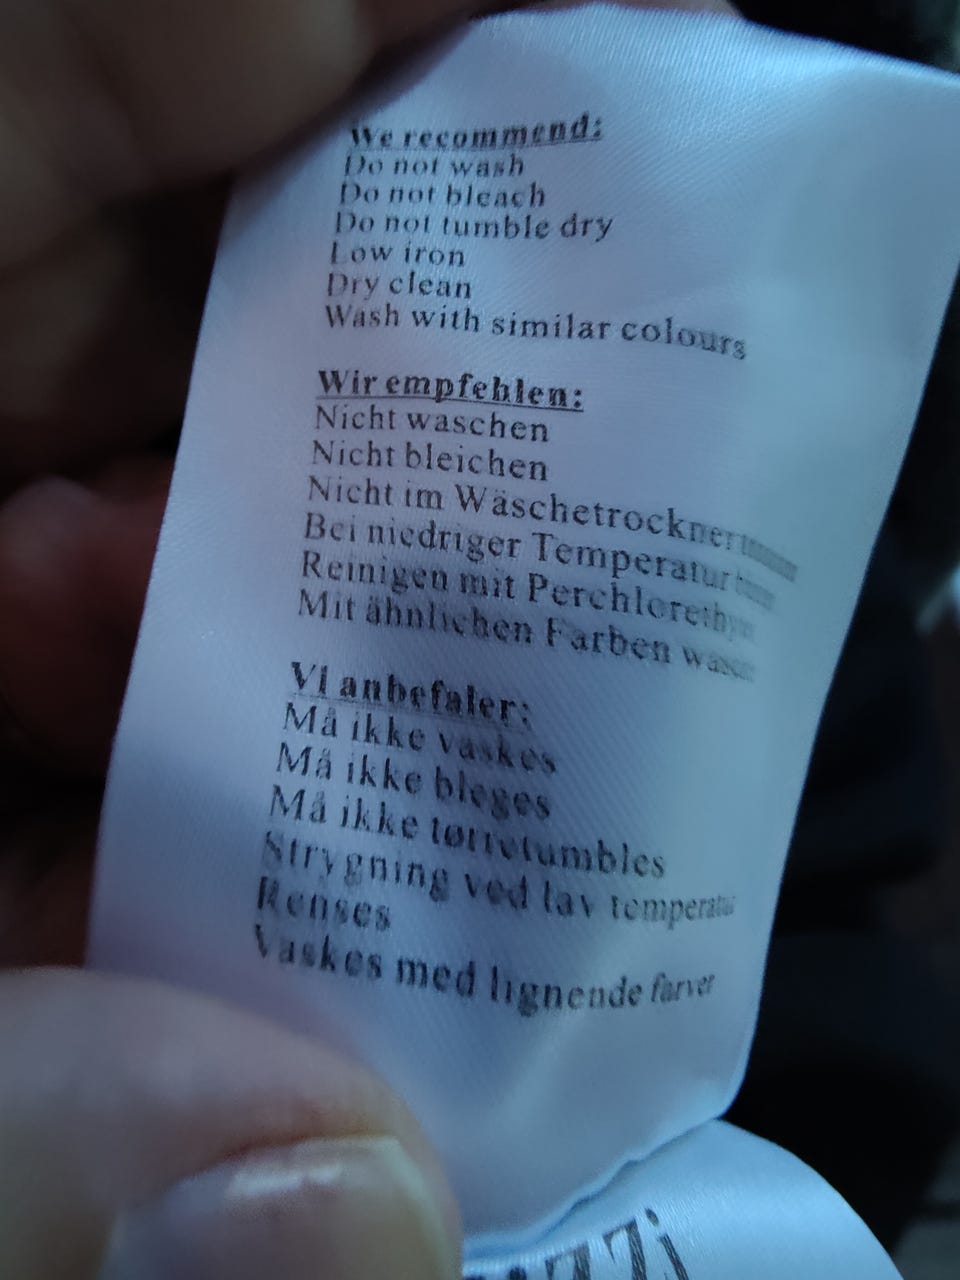 We recommend:
Do not wash
Do not bleach
Do not tumble dry
Low iron
Dry clean
Wash with similar colours
Wir empfehlen:
Nicht waschen
Nicht bleichen
Nicht im Wäschetrockner
Bei niedriger Temperatur
Reinigen mit
Mit ähnlichen Farben
Vi anbefaler:
Må ikke vaskes
Må ikke bleges
Må ikke tørretumbles
Strygning ved lav temperatur
Renses
Vaskes med lignende farver